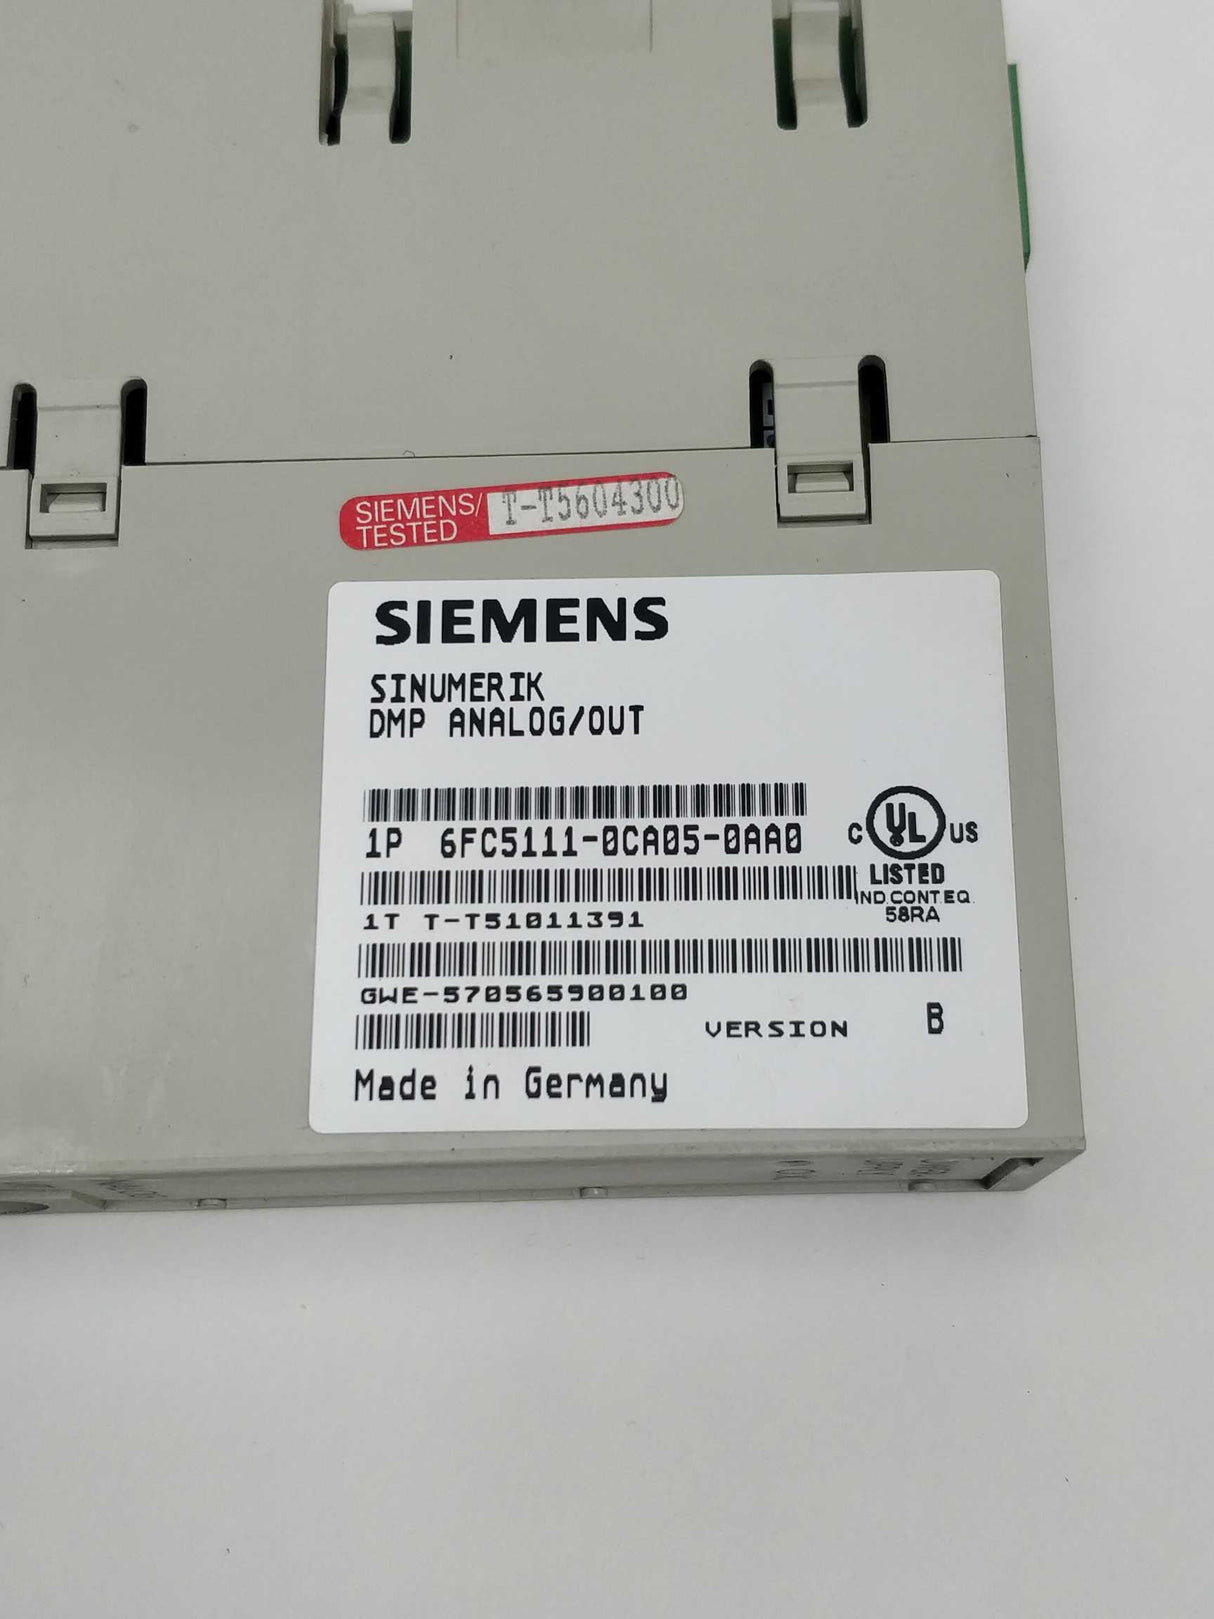 SIEMENS/
TESTED
T-T5604300
SIEMENS
SINUMERIK
DMP ANALOG/OUT
1P 6FC5111-0CA05-0AA0
C UL US
LISTED
IND.CONT.EQ.
58RA
1T T-T51011391
GWE-570565900100
VERSION B
Made in Germany